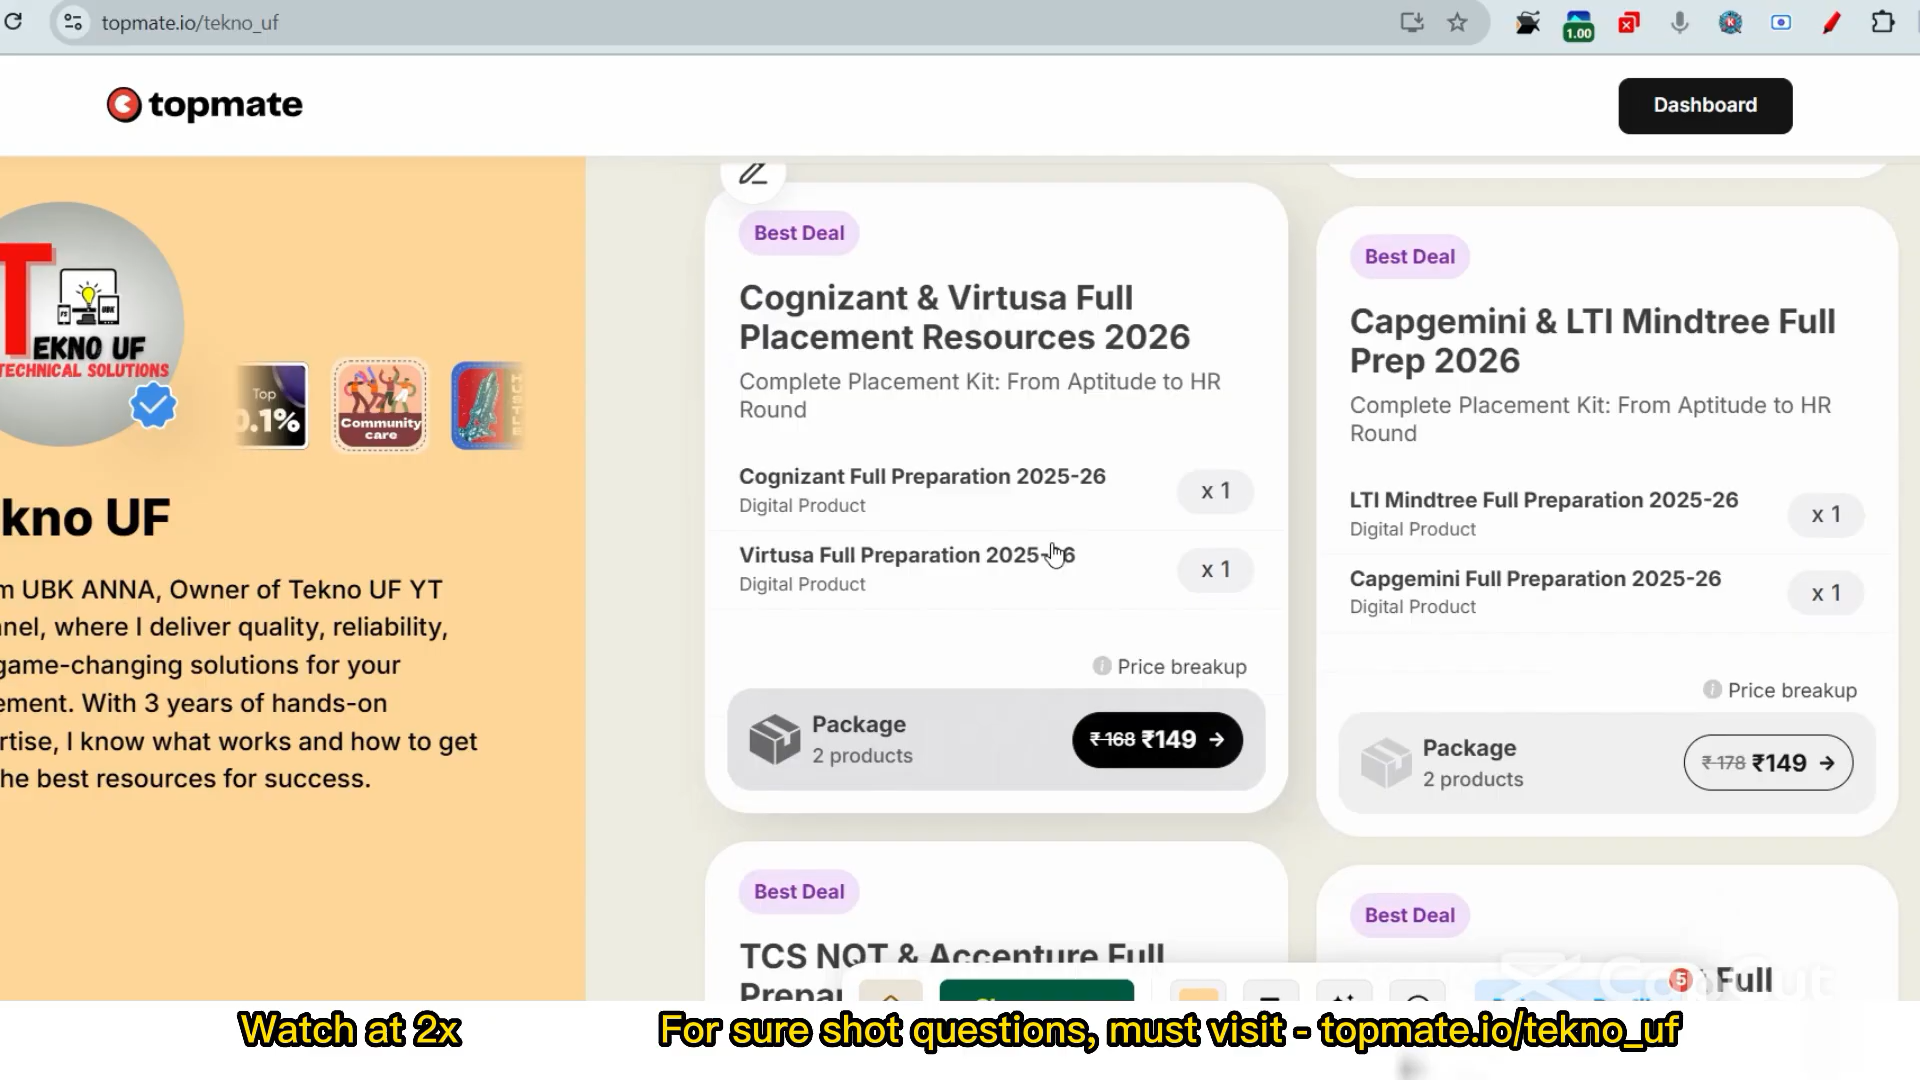 topmate.io/tekno_uf
1.00
topmate
Dashboard
T
EKNO UF
TECHNICAL SOLUTIONS
Top
0.1%
Community
care
kno UF
m UBK ANNA, Owner of Tekno UF YT
nnel, where I deliver quality, reliability,
game-changing solutions for your
ement. With 3 years of hands-on
rtise, I know what works and how to get
he best resources for success.
Best Deal
Cognizant & Virtusa Full
Placement Resources 2026
Complete Placement Kit: From Aptitude to HR
Round
Cognizant Full Preparation 2025-26
Digital Product
x 1
Virtusa Full Preparation 2025-26
Digital Product
x 1
Price breakup
Package
2 products
₹168 ₹149 →
Best Deal
Capgemini & LTI Mindtree Full
Prep 2026
Complete Placement Kit: From Aptitude to HR
Round
LTI Mindtree Full Preparation 2025-26
Digital Product
x 1
Capgemini Full Preparation 2025-26
Digital Product
x 1
Price breakup
Package
2 products
₹178 ₹149 →
Best Deal
TCS NQT & Accenture Full
Prepar
Best Deal
5
Full
CapCut
Watch at 2x
For sure shot questions, must visit - topmate.io/tekno_uf